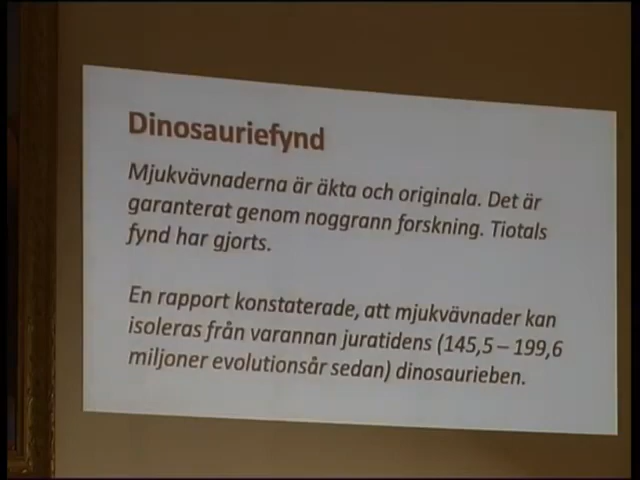 Dinosauriefynd
Mjukvävnaderna är äkta och originala. Det är
garanterat genom noggrann forskning. Tiotals
fynd har gjorts.
En rapport konstaterade, att mjukvävnader kan
isoleras från varannan juratidens (145,5 – 199,6
miljoner evolutionsår sedan) dinosaurieben.